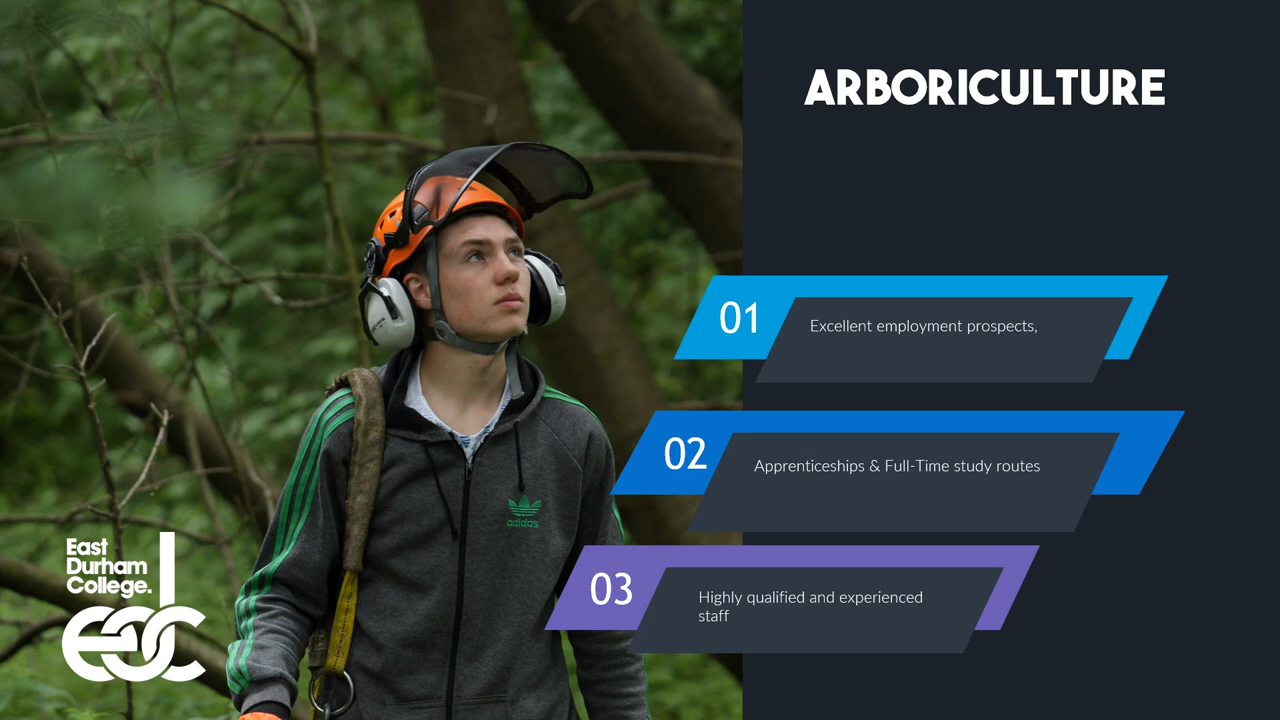 ARBORICULTURE
01
Excellent employment prospects,
02
Apprenticeships & Full-Time study routes
03
Highly qualified and experienced
staff
adidas
East
Durham
College.
edc